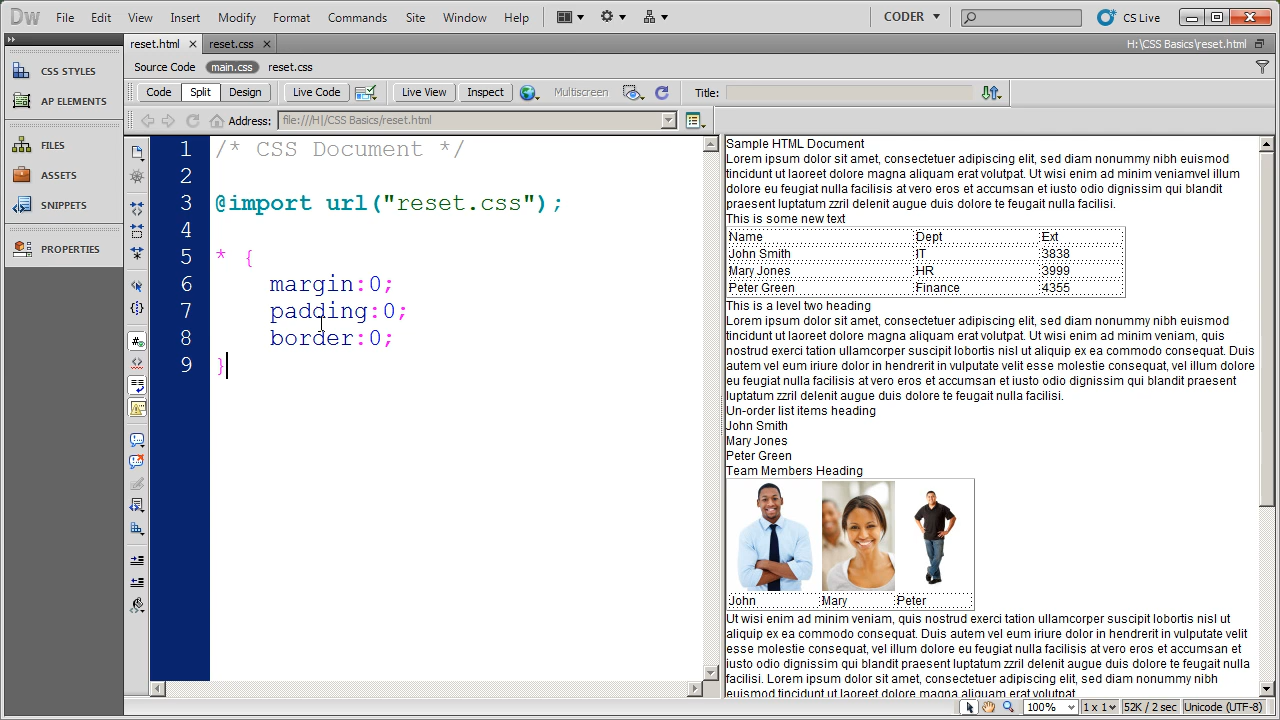 Dw File Edit View Insert Modify Format Commands Site Window Help CODER CS Live
reset.html reset.css H:\CSS Basics\reset.html
Source Code main.css reset.css
Code Split Design Live Code Live View Inspect Multiscreen Title:
Address: file:///H|/CSS Basics/reset.html
CSS STYLES
AP ELEMENTS
FILES
ASSETS
SNIPPETS
PROPERTIES
1 /* CSS Document */
2
3 @import url("reset.css");
4
5 * {
6 margin:0;
7 padding:0;
8 border:0;
9 }
Sample HTML Document
Lorem ipsum dolor sit amet, consectetuer adipiscing elit, sed diam nonummy nibh euismod
tincidunt ut laoreet dolore magna aliquam erat volutpat. Ut wisi enim ad minim veniamvel illum
dolore eu feugiat nulla facilisis at vero eros et accumsan et iusto odio dignissim qui blandit
praesent luptatum zzril delenit augue duis dolore te feugait nulla facilisi.
This is some new text
Name Dept Ext
John Smith IT 3838
Mary Jones HR 3999
Peter Green Finance 4355
This is a level two heading
Lorem ipsum dolor sit amet, consectetuer adipiscing elit, sed diam nonummy nibh euismod
tincidunt ut laoreet dolore magna aliquam erat volutpat. Ut wisi enim ad minim veniam, quis
nostrud exerci tation ullamcorper suscipit lobortis nisl ut aliquip ex ea commodo consequat. Duis
autem vel eum iriure dolor in hendrerit in vulputate velit esse molestie consequat, vel illum dolore
eu feugiat nulla facilisis at vero eros et accumsan et iusto odio dignissim qui blandit praesent
luptatum zzril delenit augue duis dolore te feugait nulla facilisi.
Un-order list items heading
John Smith
Mary Jones
Peter Green
Team Members Heading
John Mary Peter
Ut wisi enim ad minim veniam, quis nostrud exerci tation ullamcorper suscipit lobortis nisl ut
aliquip ex ea commodo consequat. Duis autem vel eum iriure dolor in hendrerit in vulputate velit
esse molestie consequat, vel illum dolore eu feugiat nulla facilisis at vero eros et accumsan et
iusto odio dignissim qui blandit praesent luptatum zzril delenit augue duis dolore te feugait nulla
facilisi. Lorem ipsum dolor sit amet, consectetuer adipiscing elit, sed diam nonummy nibh
euismod tincidunt ut laoreet dolore magna aliquam erat volutpat.
100% 1 x 1 52K / 2 sec Unicode (UTF-8)